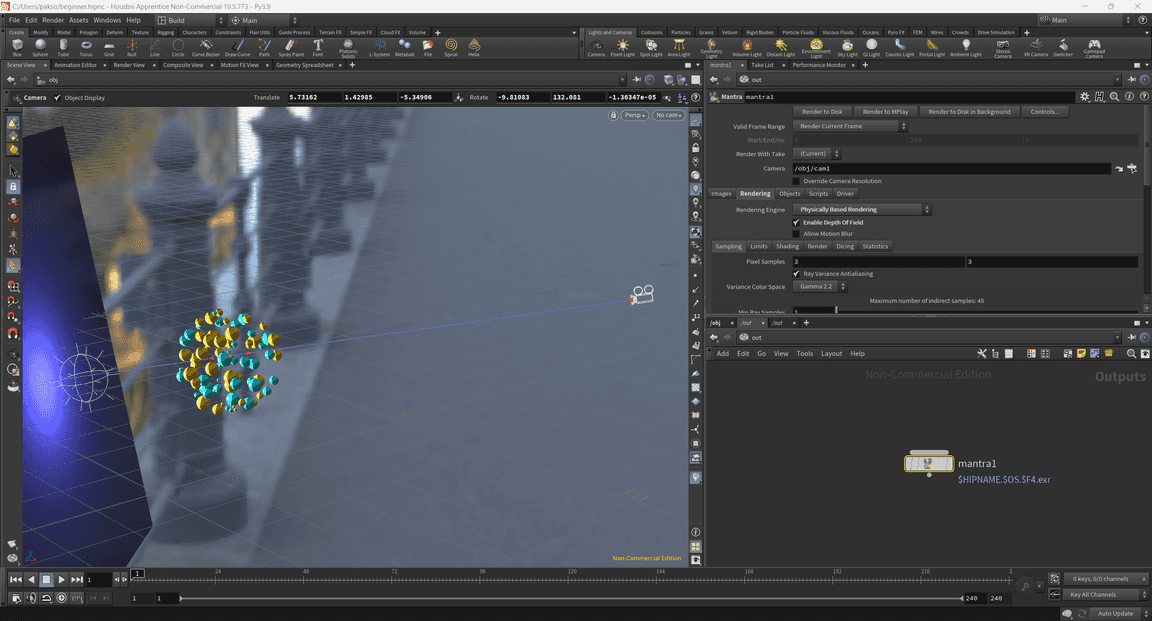 C:/Users/pakso/beginner.hipnc - Houdini Apprentice Non-Commercial 19.5.773 - Py3.9
File Edit Render Assets Windows Help Build Main Main
Create Modify Model Polygon Deform Texture Rigging Characters Constraints Hair Utils Guide Process Terrain FX Simple FX Cloud FX Volume
Lights and Cameras Collisions Particles Grains Vellum Rigid Bodies Particle Fluids Viscous Fluids Oceans Pyro FX FEM Wires Crowds Drive Simulation
Box Sphere Tube Torus Grid Null Line Circle Curve Bezier Draw Curve Path Spray Paint Font Platonic Solids L-System Metaball File Spiral Helix
Camera Point Light Spot Light Area Light Geometry Light Volume Light Distant Light Environment Light Sky Light GI Light Caustic Light Portal Light Ambient Light Stereo Camera VR Camera Switcher Gamepad Camera
Scene View Animation Editor Render View Composite View Motion FX View Geometry Spreadsheet
mantra1 Take List Performance Monitor
obj
out
Camera Object Display Translate 5.73162 1.42985 -5.34906 Rotate -9.81083 132.081 -1.36347e-05
Mantra mantra1
Persp No cam
Render to Disk Render to MPlay Render to Disk in Background Controls...
Valid Frame Range Render Current Frame
Start/End/Inc 1 240 1
Render With Take (Current)
Camera /obj/cam1
Override Camera Resolution
Images Rendering Objects Scripts Driver
Rendering Engine Physically Based Rendering
Enable Depth Of Field
Allow Motion Blur
Sampling Limits Shading Render Dicing Statistics
Pixel Samples 3 3
Ray Variance Antialiasing
Variance Color Space Gamma 2.2
Maximum number of indirect samples: 45
Min Ray Samples 1
/obj /out /out
out
Add Edit Go View Tools Layout Help
Non-Commercial Edition Outputs
mantra1
$HIPNAME.$OS.$F4.exr
Non-Commercial Edition
1 1 24 48 72 96 120 144 168 192 216 2
0 keys, 0/0 channels
1 1 240 240 Key All Channels
Auto Update